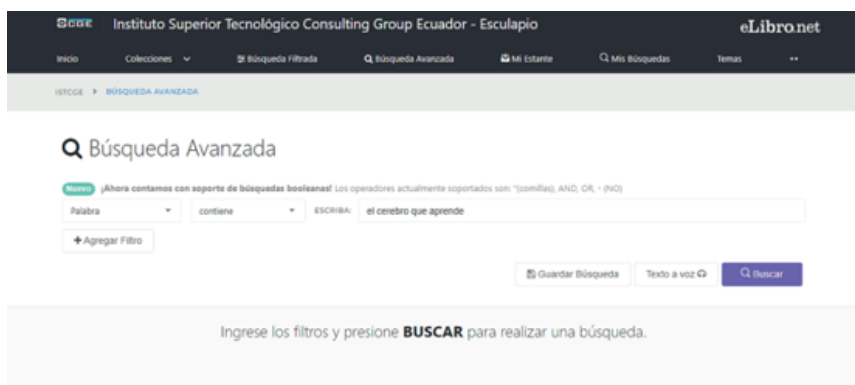 CGE Instituto Superior Tecnológico Consulting Group Ecuador - Esculapio eLibro.net
Inicio Colecciones Búsqueda Filtrada Búsqueda Avanzada Mi Estante Mis Búsquedas Temas
ISTCGE BÚSQUEDA AVANZADA
Búsqueda Avanzada
Nuevo ¡Ahora contamos con soporte de búsquedas booleanas! Los operadores actualmente soportados son: "(comillas), AND, OR, - (NO)
Palabra contiene ESCRIBA: el cerebro que aprende
+ Agregar Filtro
Guardar Búsqueda Texto a voz Buscar
Ingrese los filtros y presione BUSCAR para realizar una búsqueda.